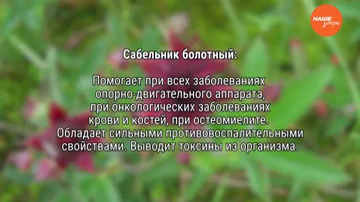 НАШЕ
утро
Сабельник болотный:
Помогает при всех заболеваниях
опорно-двигательного аппарата,
при онкологических заболеваниях
крови и костей, при остеомиелите.
Обладает сильными противовоспалительными
свойствами. Выводит токсины из организма.